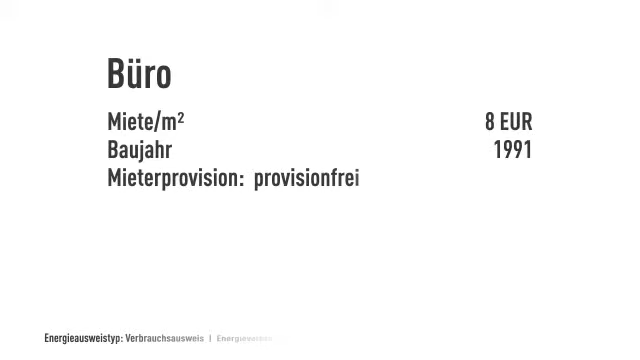 Büro
Miete/m² 8 EUR
Baujahr 1991
Mieterprovision: provisionfrei
Energieausweistyp: Verbrauchsausweis |